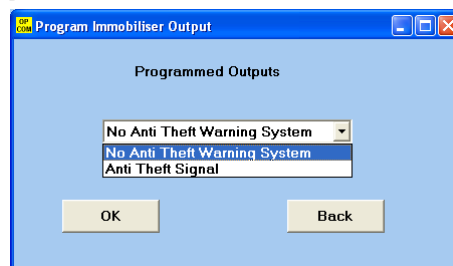 OP COM Program Immobiliser Output
Programmed Outputs
No Anti Theft Warning System
No Anti Theft Warning System
Anti Theft Signal
OK Back